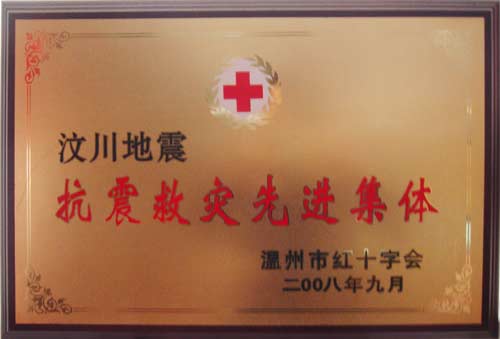 汶川地震
抗震救灾先进集体
温州市红十字会
二00八年九月